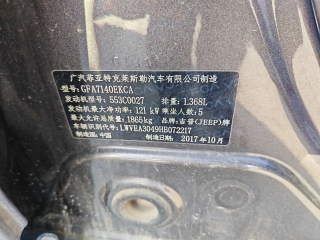 广汽菲亚特克莱斯勒汽车有限公司制造
型号: GFA7140EKCA
发动机型号: 553C0027 排量: 1.368L
发动机最大净功率: 121 kW 乘坐人数: 5
最大允许总质量: 1865kg 品牌: 吉普(JEEP)牌
车辆识别代号: LWVEA3049HB072217
制造国: 中国 制造日期: 2017年10月